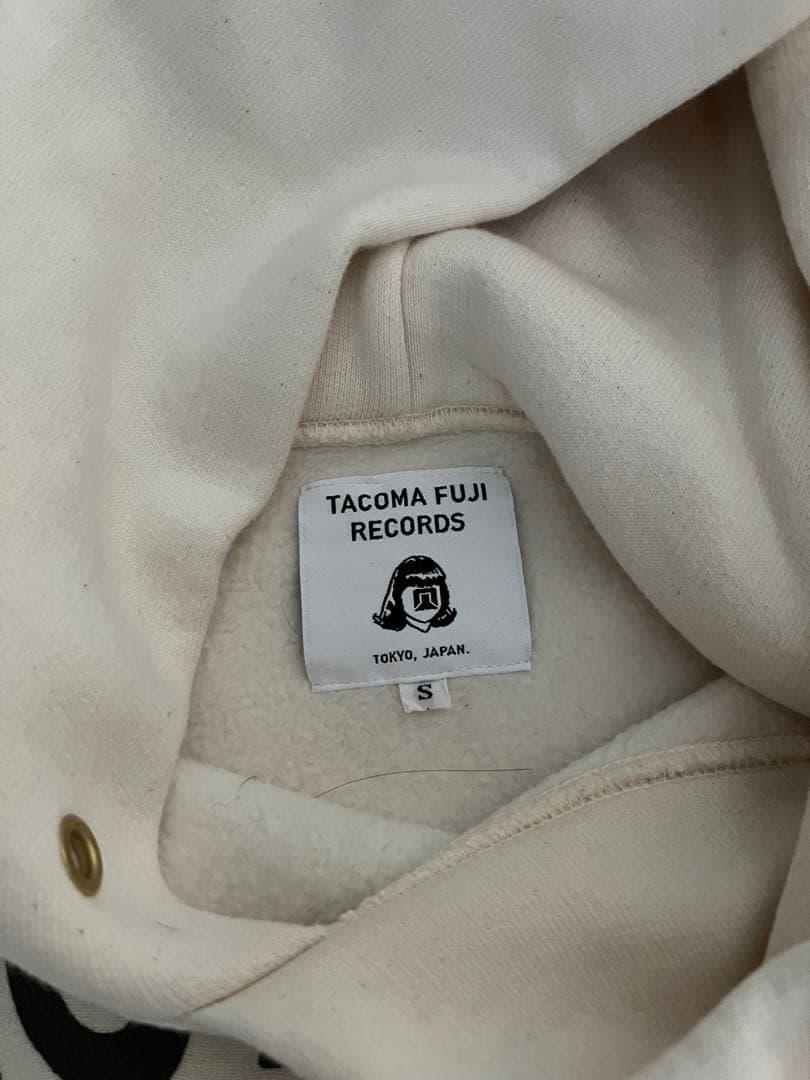 TACOMA FUJI
RECORDS
TOKYO, JAPAN.
S